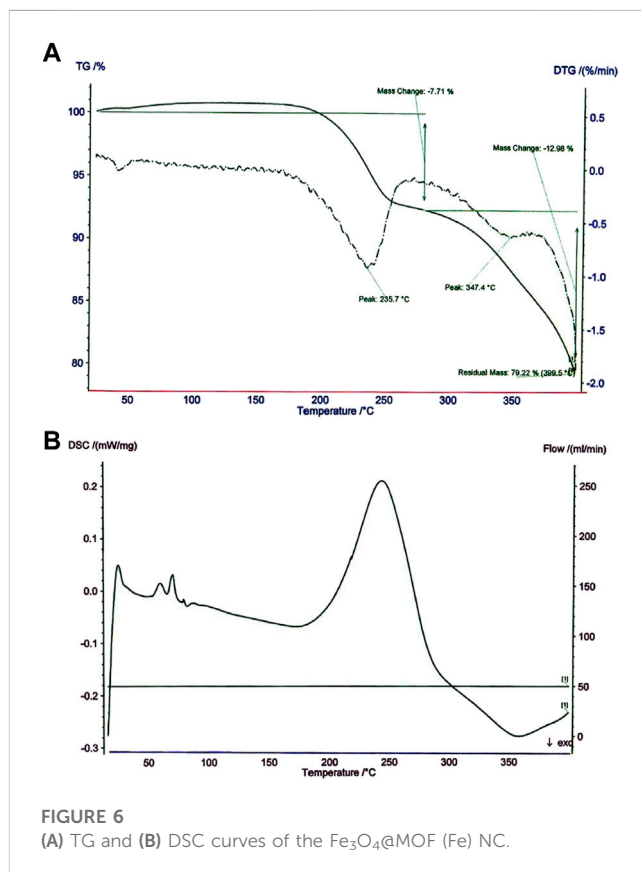 A
TG /%
DTG /(%/min)
Mass Change: -7.71 %
Mass Change: -12.98 %
100
95
90
85
80
0.5
0.0
-0.5
-1.0
-1.5
-2.0
Peak: 235.7 °C
Peak: 347.4 °C
[1]
Residual Mass: 79.22 % (399.5 °C)
50 100 150 200 250 300 350
Temperature /°C
B
DSC /(mW/mg)
Flow /(ml/min)
0.2
0.1
0.0
-0.1
-0.2
-0.3
250
200
150
100
50
0
[1]
[1]
↓ exo
50 100 150 200 250 300 350
Temperature /°C
FIGURE 6
(A) TG and (B) DSC curves of the Fe₃O₄@MOF (Fe) NC.